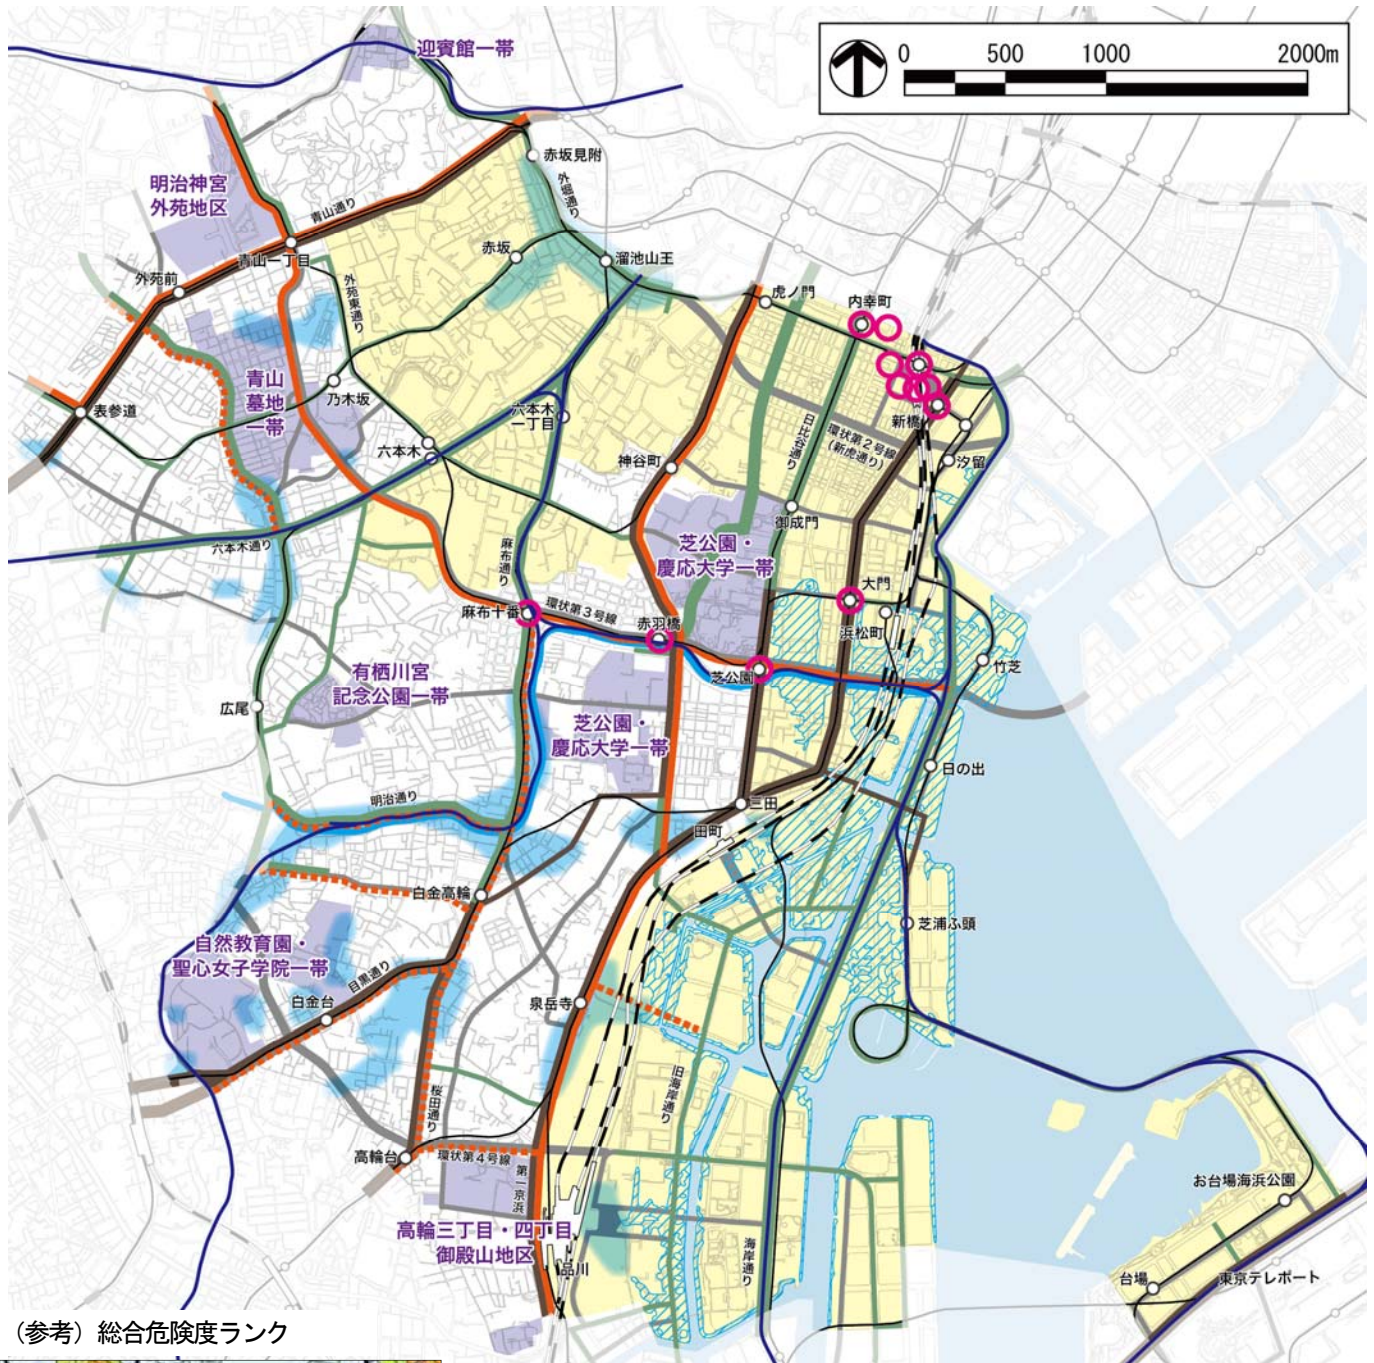 迎賓館一帯
0 500 1000 2000m
赤坂見附
明治神宮
外苑地区
外堀通り
青山通り
青山一丁目
赤坂
溜池山王
外苑前
外苑東通り
虎ノ門
内幸町
青山
墓地
一帯
乃木坂
表参道
六本木
一丁目
六本木
神谷町
日比谷通り
環状第2号線
(新虎通り)
新橋
汐留
御成門
六本木通り
麻布通り
芝公園・
慶応大学一帯
大門
麻布十番
環状第3号線
赤羽橋
浜松町
有栖川宮
記念公園一帯
芝公園
竹芝
広尾
芝公園・
慶応大学一帯
日の出
明治通り
三田
田町
白金高輪
芝浦ふ頭
自然教育園・
聖心女子学院一帯
目黒通り
白金台
泉岳寺
旧海岸通り
桜田通り
高輪台
環状第4号線
第一京浜
お台場海浜公園
高輪三丁目・四丁目
御殿山地区
海岸通り
品川
台場
東京テレポート
（参考）総合危険度ランク